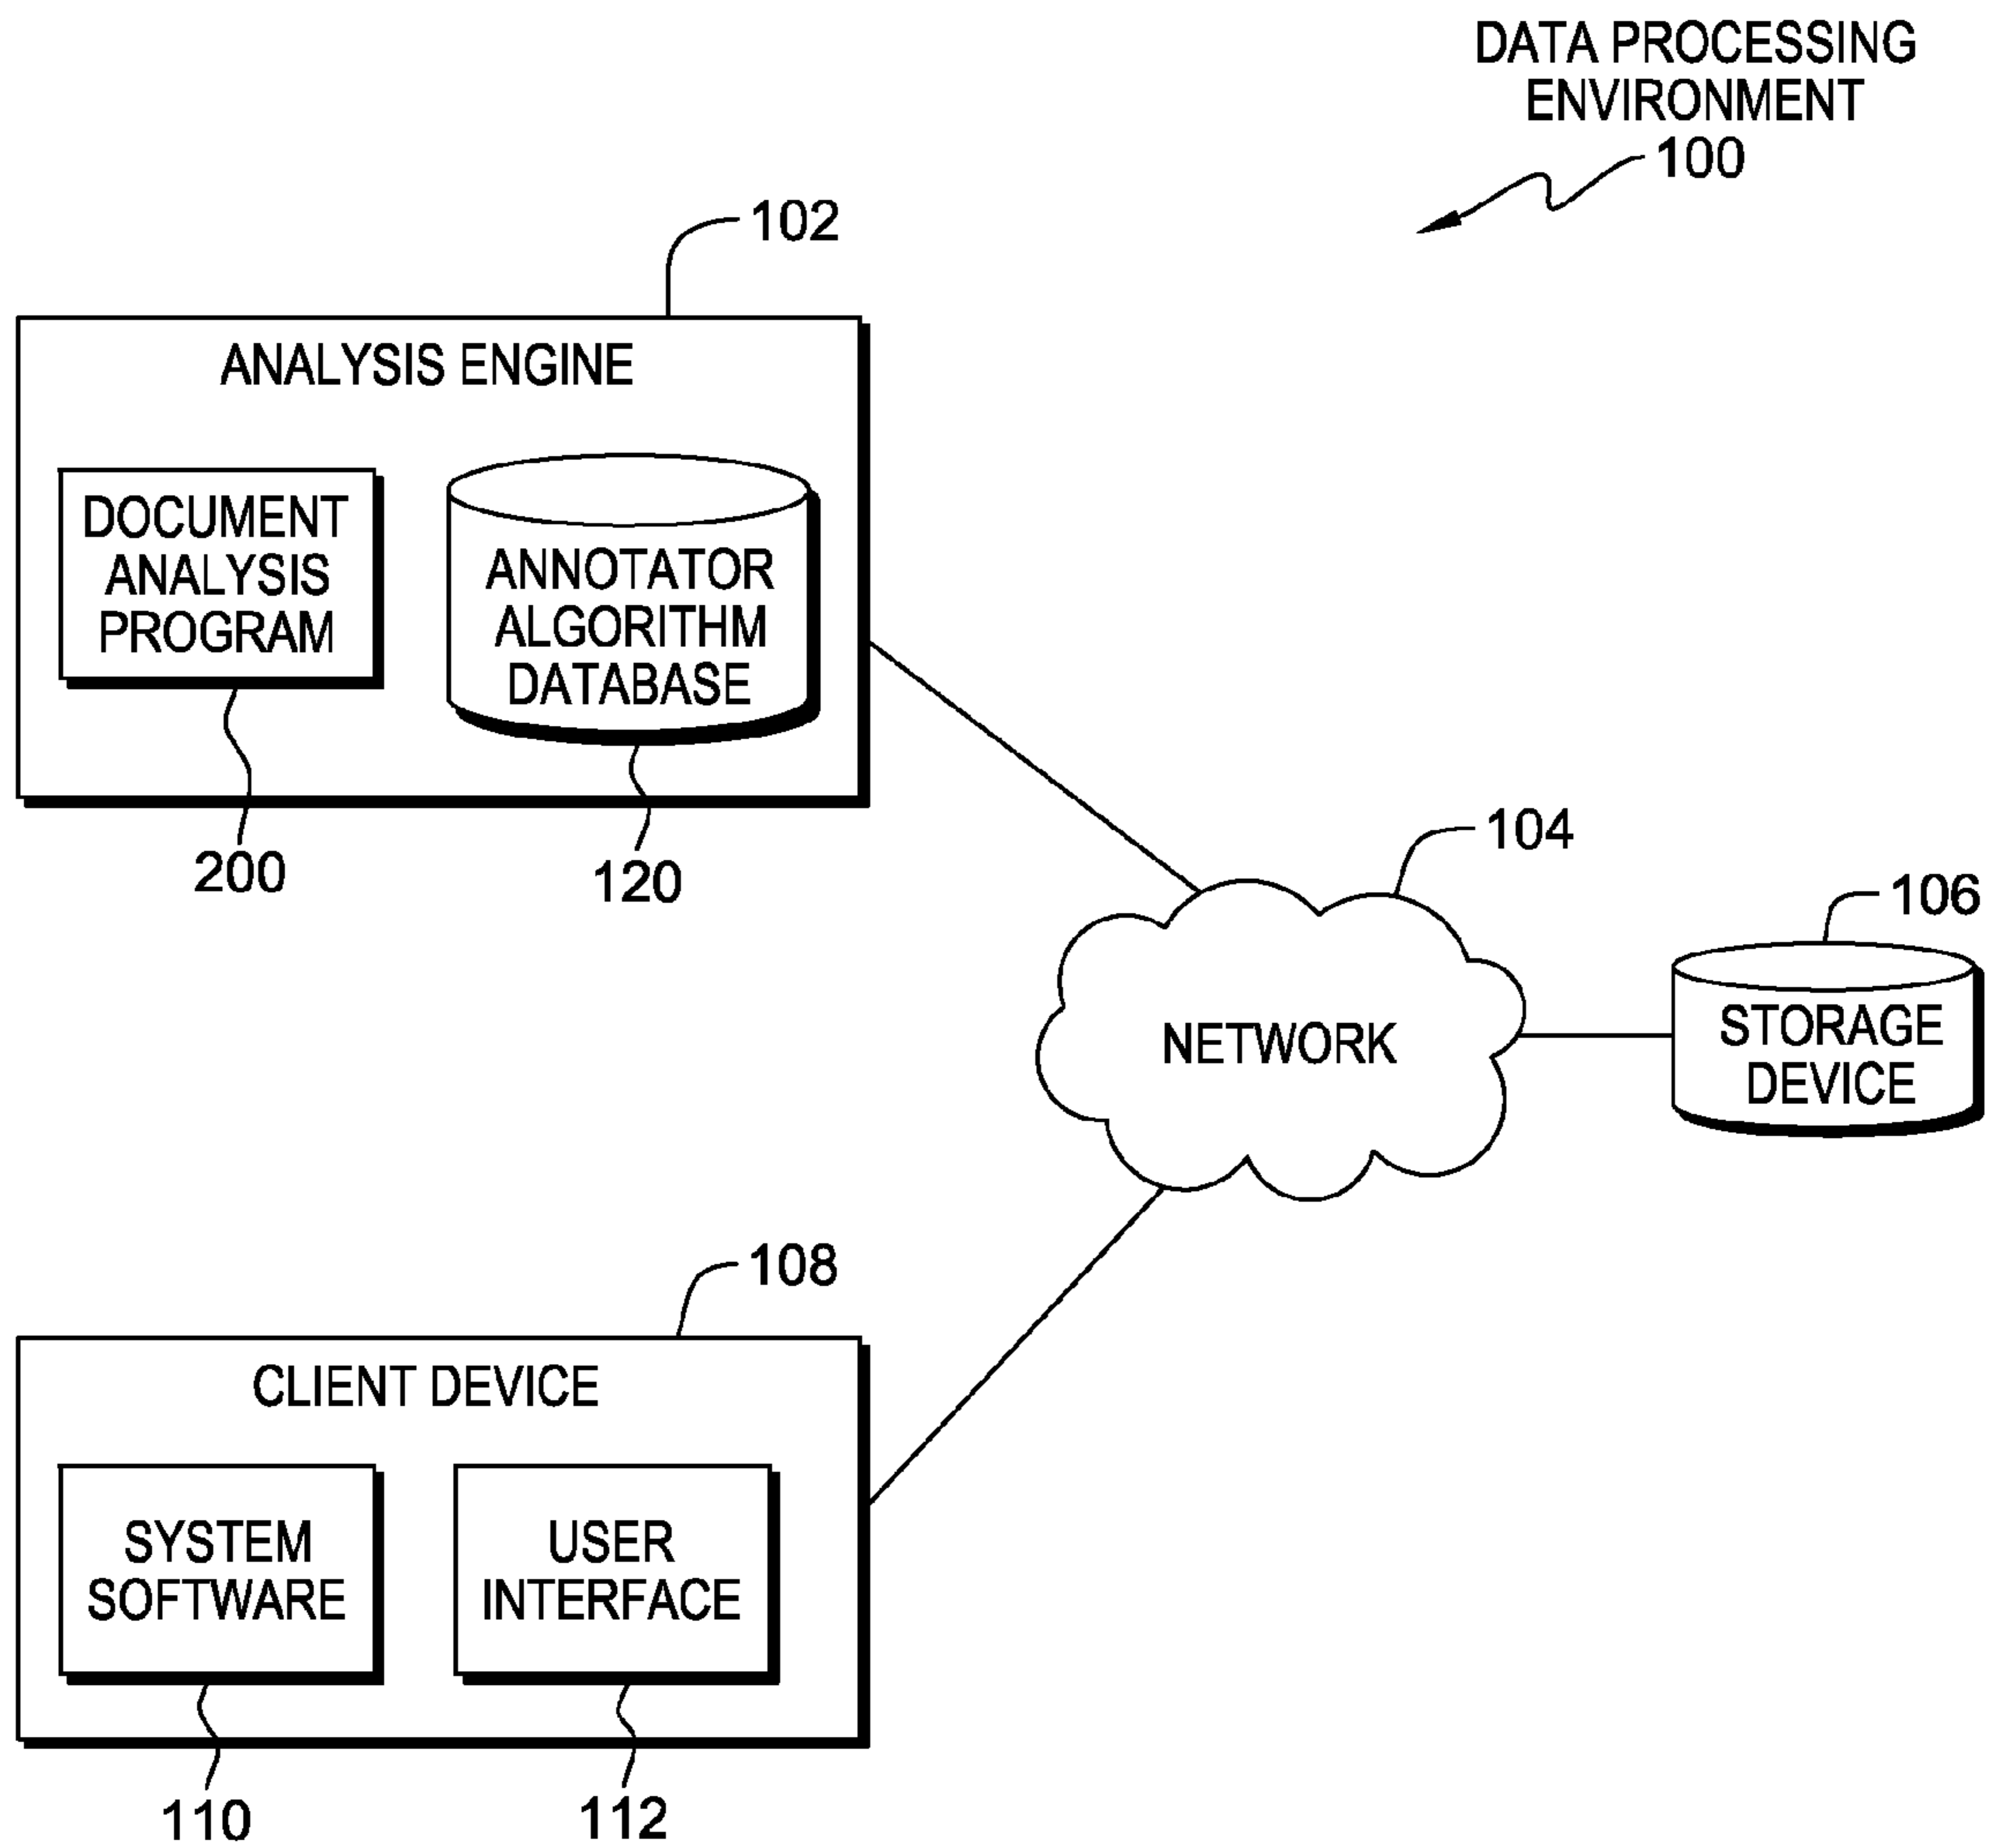 DATA PROCESSING
ENVIRONMENT
100
102
ANALYSIS ENGINE
DOCUMENT
ANALYSIS
PROGRAM
ANNOTATOR
ALGORITHM
DATABASE
200
120
104
106
NETWORK
STORAGE
DEVICE
108
CLIENT DEVICE
SYSTEM
SOFTWARE
USER
INTERFACE
110
112